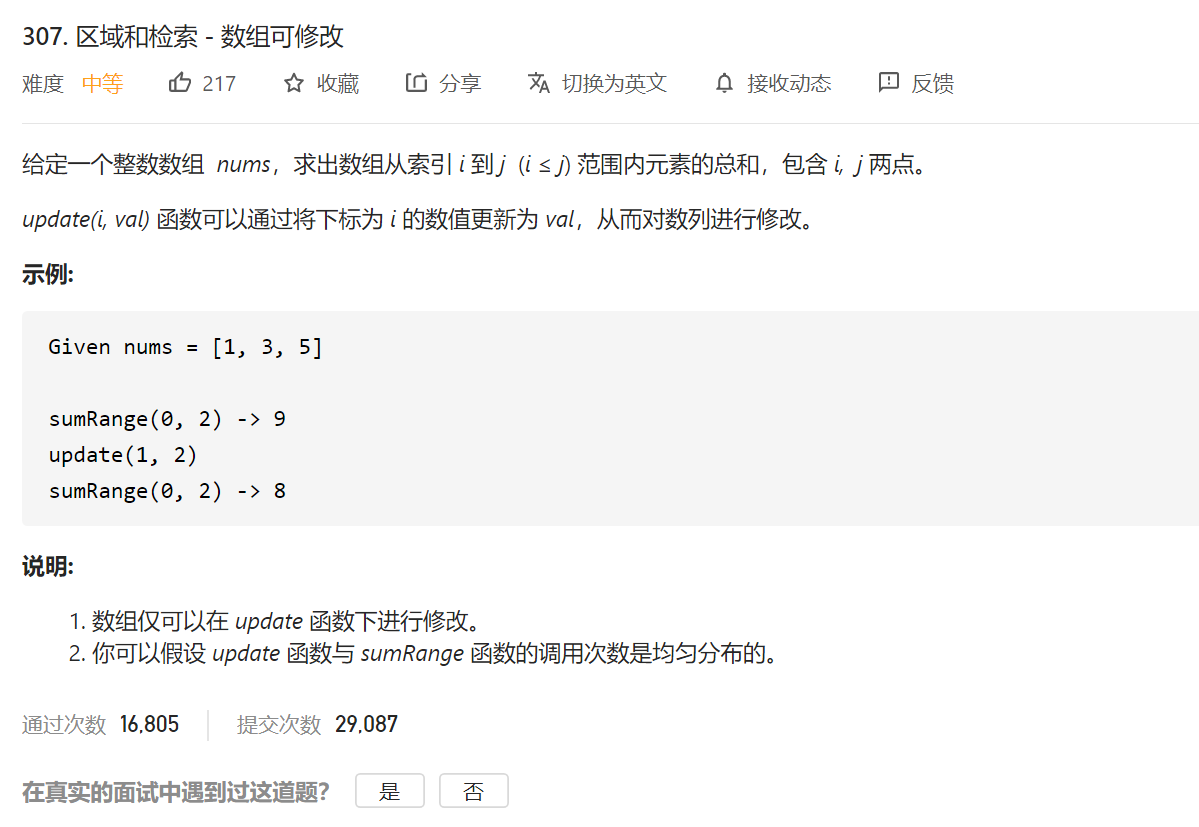 307. 区域和检索 - 数组可修改
难度 中等 217 收藏 分享 切换为英文 接收动态 反馈
给定一个整数数组 nums，求出数组从索引 i 到 j (i ≤ j) 范围内元素的总和，包含 i, j 两点。
update(i, val) 函数可以通过将下标为 i 的数值更新为 val，从而对数列进行修改。
示例:
Given nums = [1, 3, 5]
sumRange(0, 2) -> 9
update(1, 2)
sumRange(0, 2) -> 8
说明:
1. 数组仅可以在 update 函数下进行修改。
2. 你可以假设 update 函数与 sumRange 函数的调用次数是均匀分布的。
通过次数 16,805 提交次数 29,087
在真实的面试中遇到过这道题? 是 否